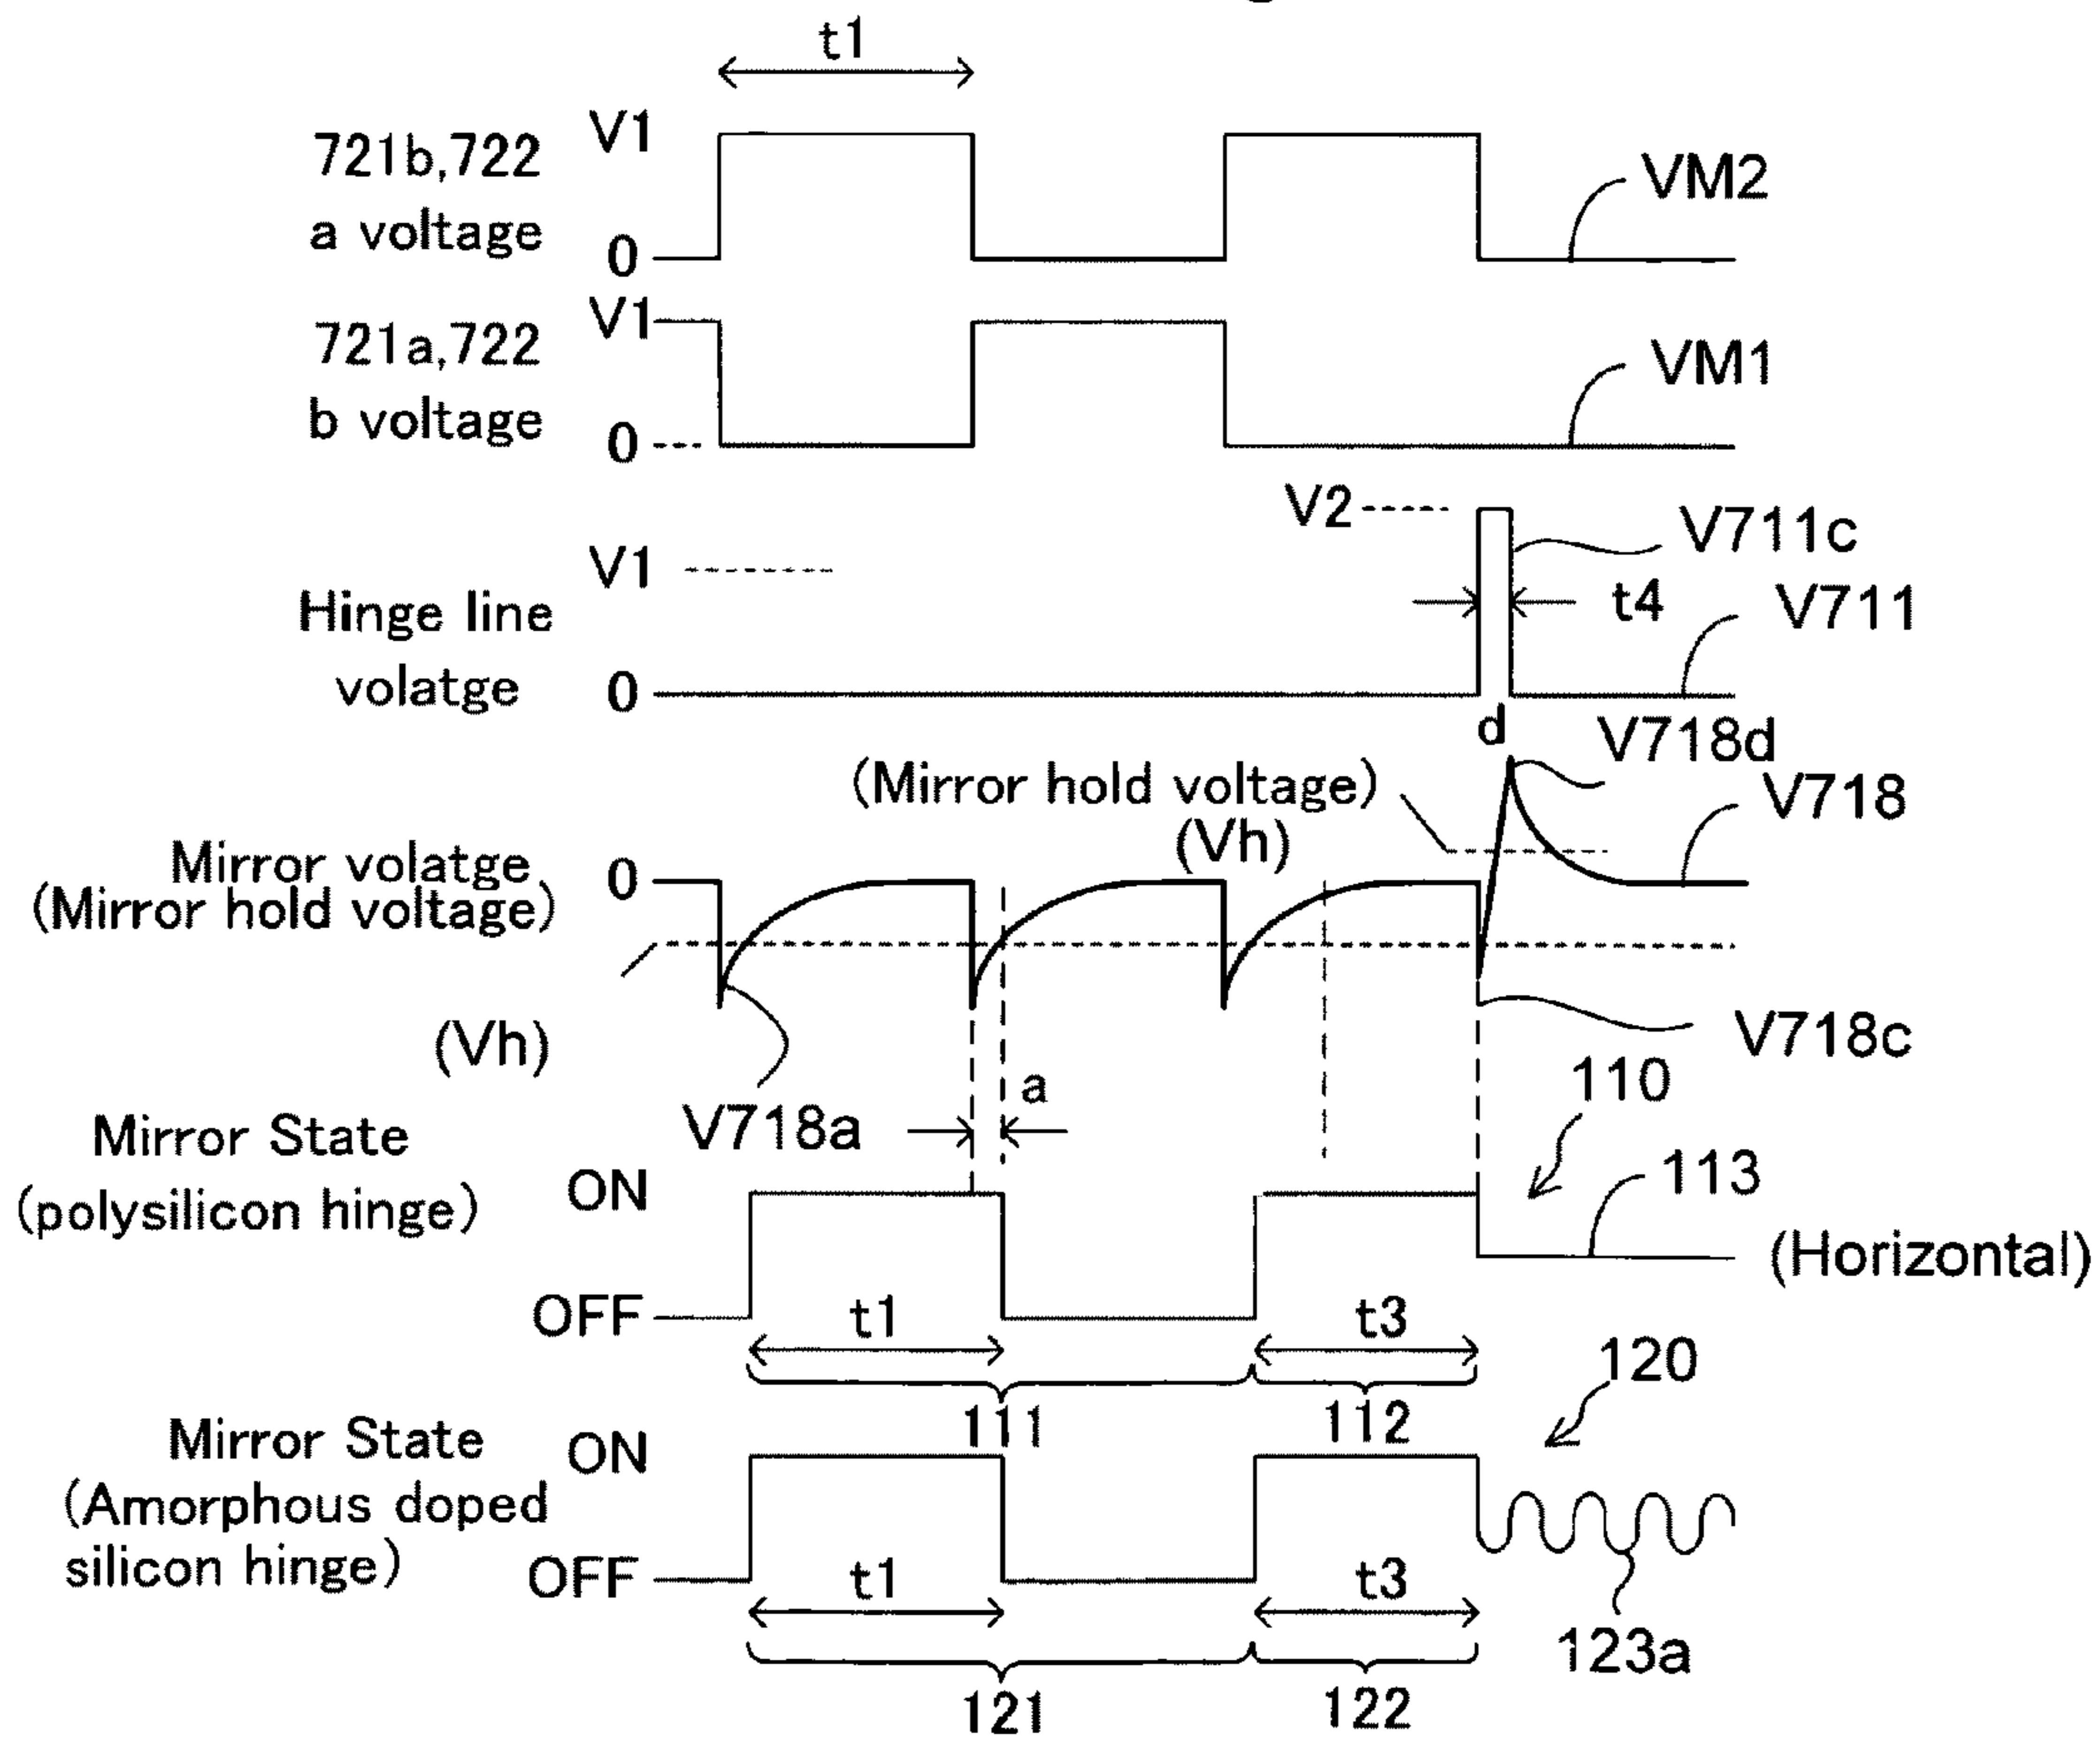 t1
721b,722
a voltage
V1
0
VM2
721a,722
b voltage
V1
0
VM1
V2
V711c
V1
t4
V711
Hinge line
volatge
0
d
V718d
(Mirror hold voltage)
V718
(Vh)
Mirror volatge
0
(Mirror hold voltage)
(Vh)
V718c
a
110
V718a
Mirror State
(polysilicon hinge)
ON
113
(Horizontal)
OFF
t1
t3
120
111
112
Mirror State
ON
(Amorphous doped
silicon hinge)
OFF
t1
t3
123a
121
122